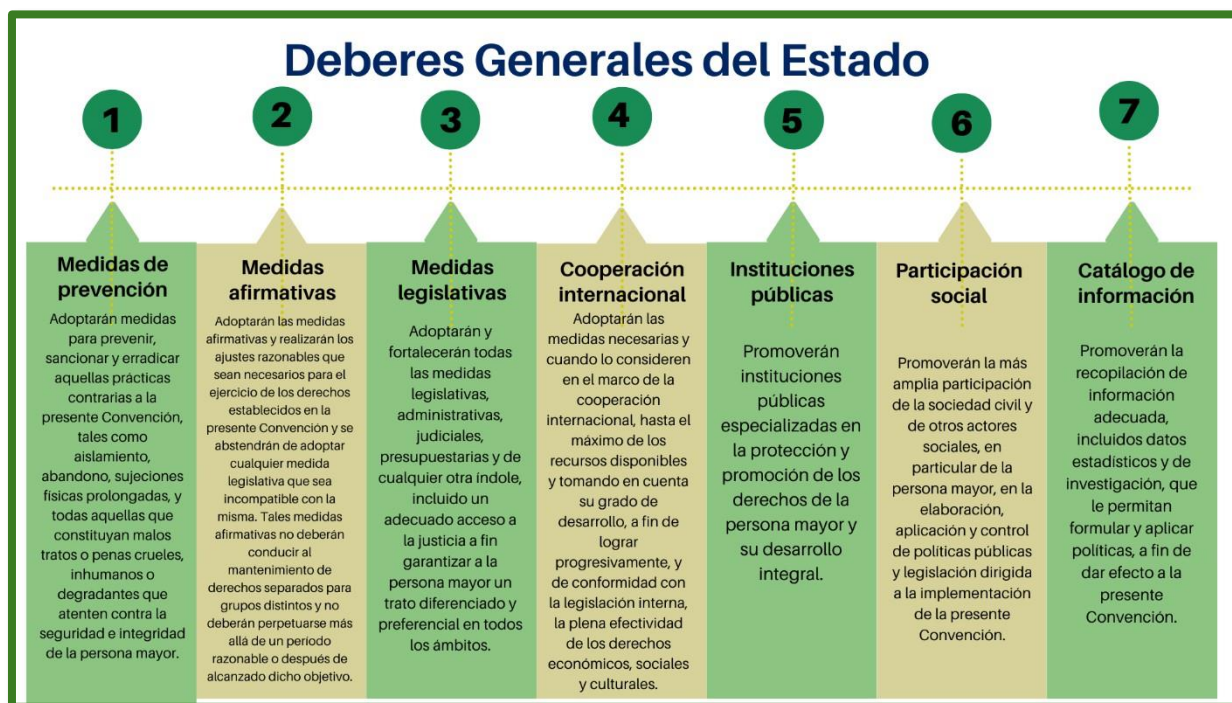 Deberes Generales del Estado
1
2
3
4
5
6
7
Medidas de
prevención
Adoptarán medidas
para prevenir,
sancionar y erradicar
aquellas prácticas
contrarias a la
presente Convención,
tales como
aislamiento,
abandono, sujeciones
físicas prolongadas, y
todas aquellas que
constituyan malos
tratos o penas crueles,
inhumanos o
degradantes que
atenten contra la
seguridad e integridad
de la persona mayor.
Medidas
afirmativas
Adoptarán las medidas
afirmativas y realizarán los
ajustes razonables que
sean necesarios para el
ejercicio de los derechos
establecidos en la
presente Convención y se
abstendrán de adoptar
cualquier medida
legislativa que sea
incompatible con la
misma. Tales medidas
afirmativas no deberán
conducir al
mantenimiento de
derechos separados para
grupos distintos y no
deberán perpetuarse más
allá de un período
razonable o después de
alcanzado dicho objetivo.
Medidas
legislativas
Adoptarán y
fortalecerán todas
las medidas
legislativas,
administrativas,
judiciales,
presupuestarias y de
cualquier otra índole,
incluido un
adecuado acceso a
la justicia a fin
garantizar a la
persona mayor un
trato diferenciado y
preferencial en todos
los ámbitos.
Cooperación
internacional
Adoptarán las
medidas necesarias y
cuando lo consideren
en el marco de la
cooperación
internacional, hasta el
máximo de los
recursos disponibles
y tomando en cuenta
su grado de
desarrollo, a fin de
lograr
progresivamente, y
de conformidad con
la legislación interna,
la plena efectividad
de los derechos
económicos, sociales
y culturales.
Instituciones
públicas
Promoverán
instituciones
públicas
especializadas en
la protección y
promoción de los
derechos de la
persona mayor y
su desarrollo
integral.
Participación
social
Promoverán la más
amplia participación
de la sociedad civil y
de otros actores
sociales, en
particular de la
persona mayor, en la
elaboración,
aplicación y control
de políticas públicas
y legislación dirigida
a la implementación
de la presente
Convención.
Catálogo de
información
Promoverán la
recopilación de
información
adecuada,
incluidos datos
estadísticos y de
investigación, que
le permitan
formular y aplicar
políticas, a fin de
dar efecto a la
presente
Convención.